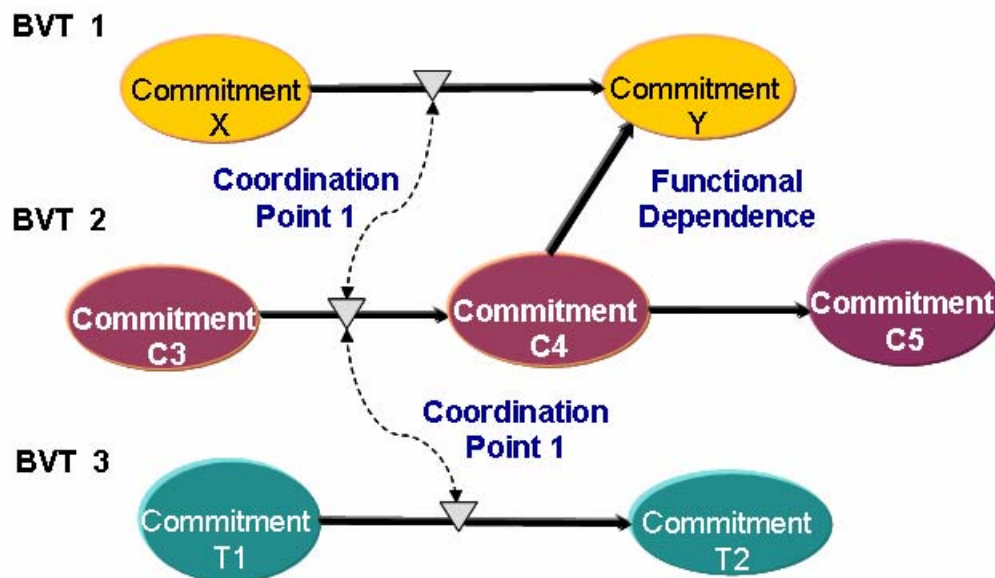 BVT 1
Commitment
X
Commitment
Y
Coordination
Point 1
Functional
Dependence
BVT 2
Commitment
C3
Commitment
C4
Commitment
C5
Coordination
Point 1
BVT 3
Commitment
T1
Commitment
T2